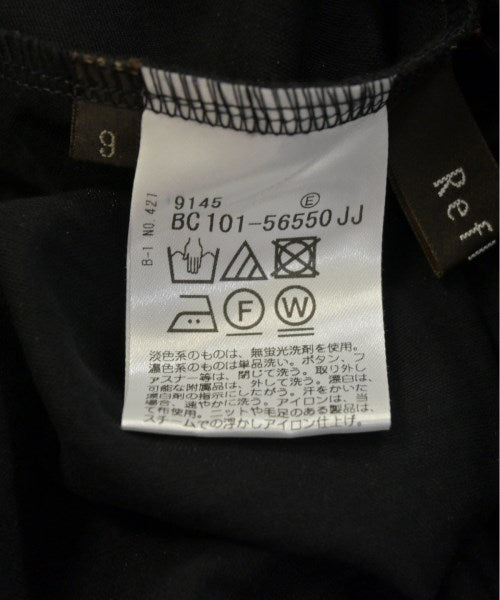 9
9145 E
BC 101-56550 JJ
B-1 NO. 421
F W
淡色系のものは、無蛍光洗剤を使用。
濃色系のものは単品洗い。ボタン、フ
ァスナー等は、閉じて洗う。取り外し
可能な附属品は、外して洗う。漂白は、
漂白剤の指示にしたがう。汗をかいた
場合、速やかに洗う。アイロンは、当
て布使用。ニットや毛足のある製品は、
スチームでの浮かしアイロン仕上げ。
Ref